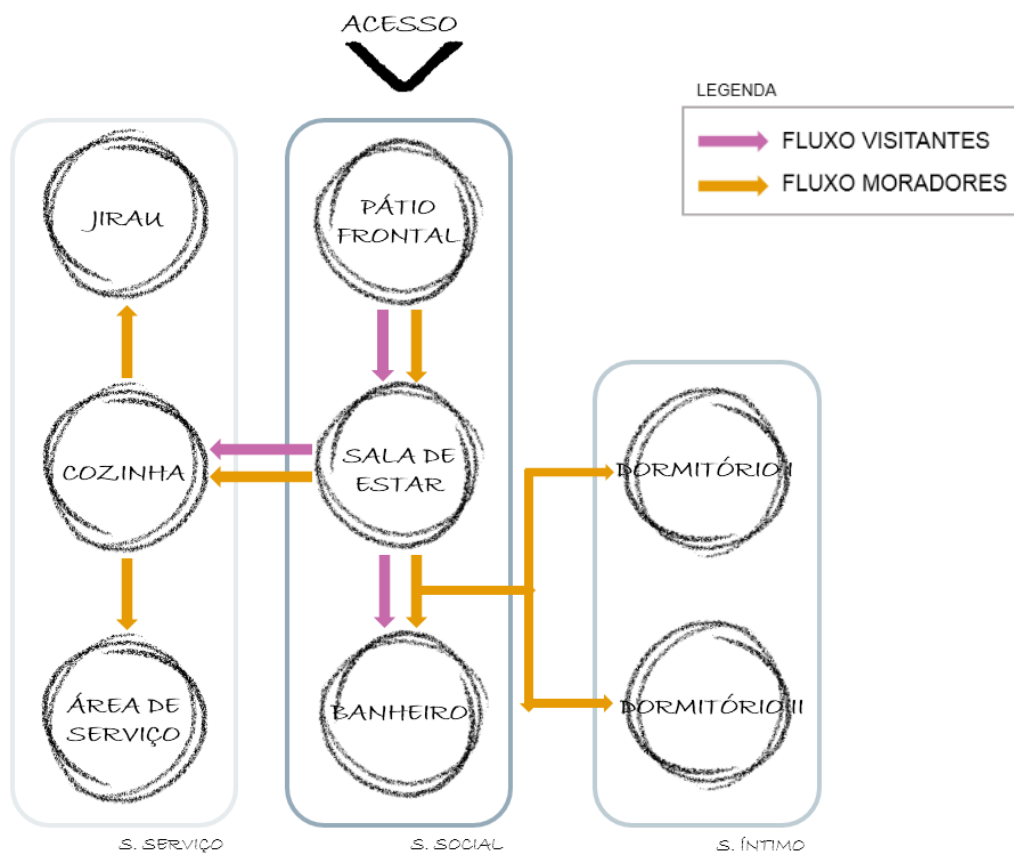 ACESSO
LEGENDA
FLUXO VISITANTES
FLUXO MORADORES
JIRAU
PÁTIO
FRONTAL
COZINHA
SALA DE
ESTAR
DORMITÓRIO I
ÁREA DE
SERVIÇO
BANHEIRO
DORMITÓRIO II
S. SERVIÇO
S. SOCIAL
S. ÍNTIMO